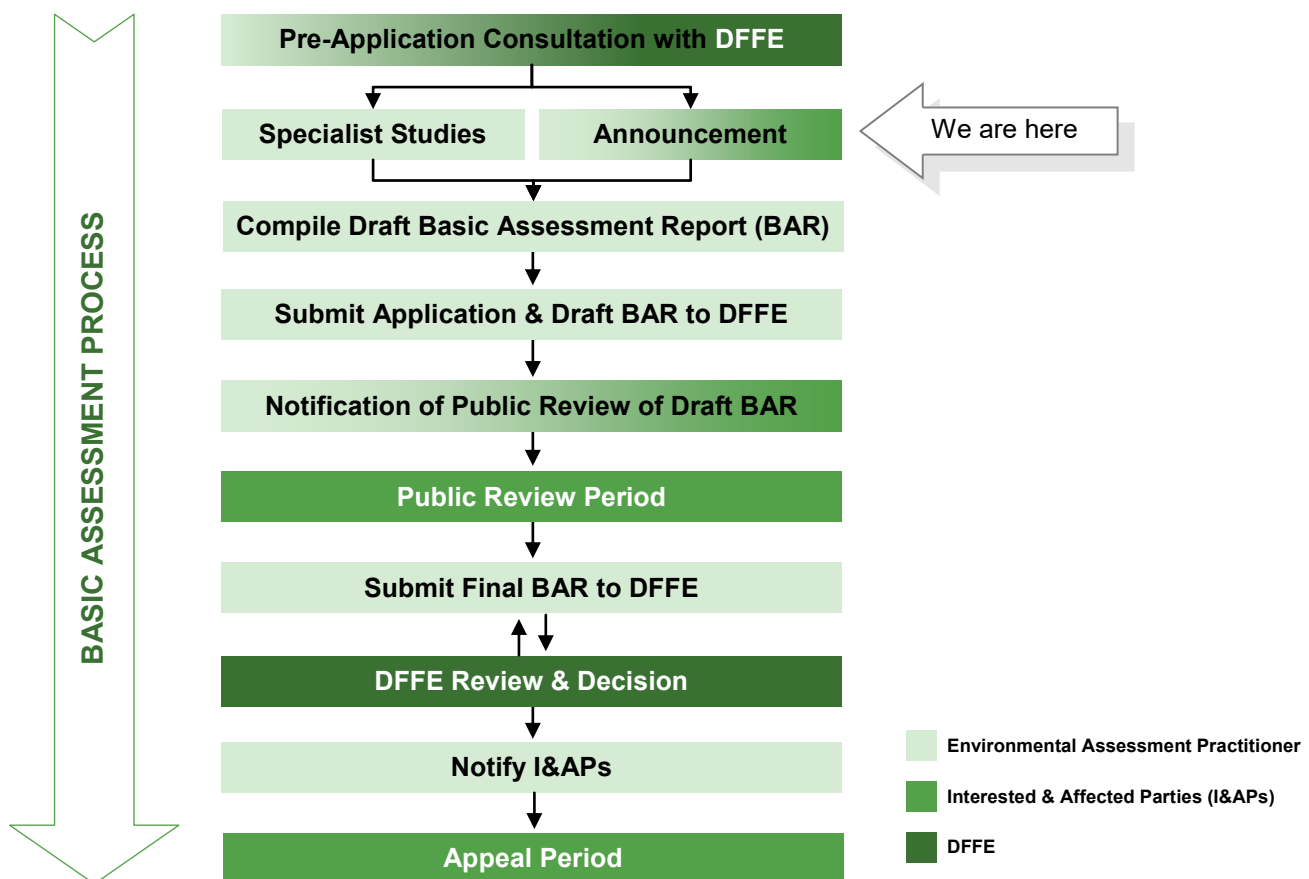 Pre-Application Consultation with DFFE
Specialist Studies
Announcement
We are here
Compile Draft Basic Assessment Report (BAR)
Submit Application & Draft BAR to DFFE
Notification of Public Review of Draft BAR
Public Review Period
Submit Final BAR to DFFE
DFFE Review & Decision
Notify I&APs
Appeal Period
BASIC ASSESSMENT PROCESS
Environmental Assessment Practitioner
Interested & Affected Parties (I&APs)
DFFE